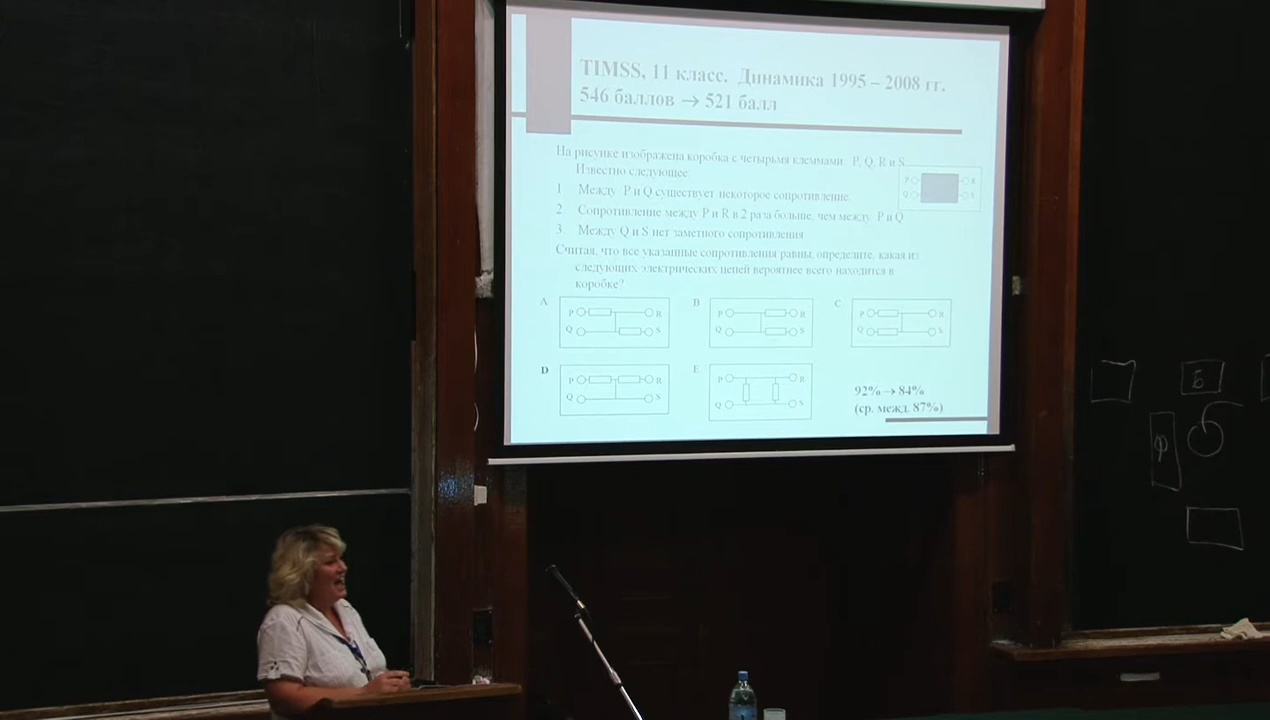 TIMSS, 11 класс. Динамика 1995 – 2008 гг.
546 баллов → 521 балл
На рисунке изображена коробка с четырьмя клеммами: P, Q, R и S.
Известно следующее:
1 Между P и Q существует некоторое сопротивление.
2 Сопротивление между P и R в 2 раза больше, чем между P и Q
3 Между Q и S нет заметного сопротивления
Считая, что все указанные сопротивления равны, определите, какая из
следующих электрических цепей вероятнее всего находится в
коробке?
P R
Q S
A B C
P R P R P R
Q S Q S Q S
D E
P R P R
Q S Q S
92% → 84%
(ср. межд. 87%)
Б
Ф